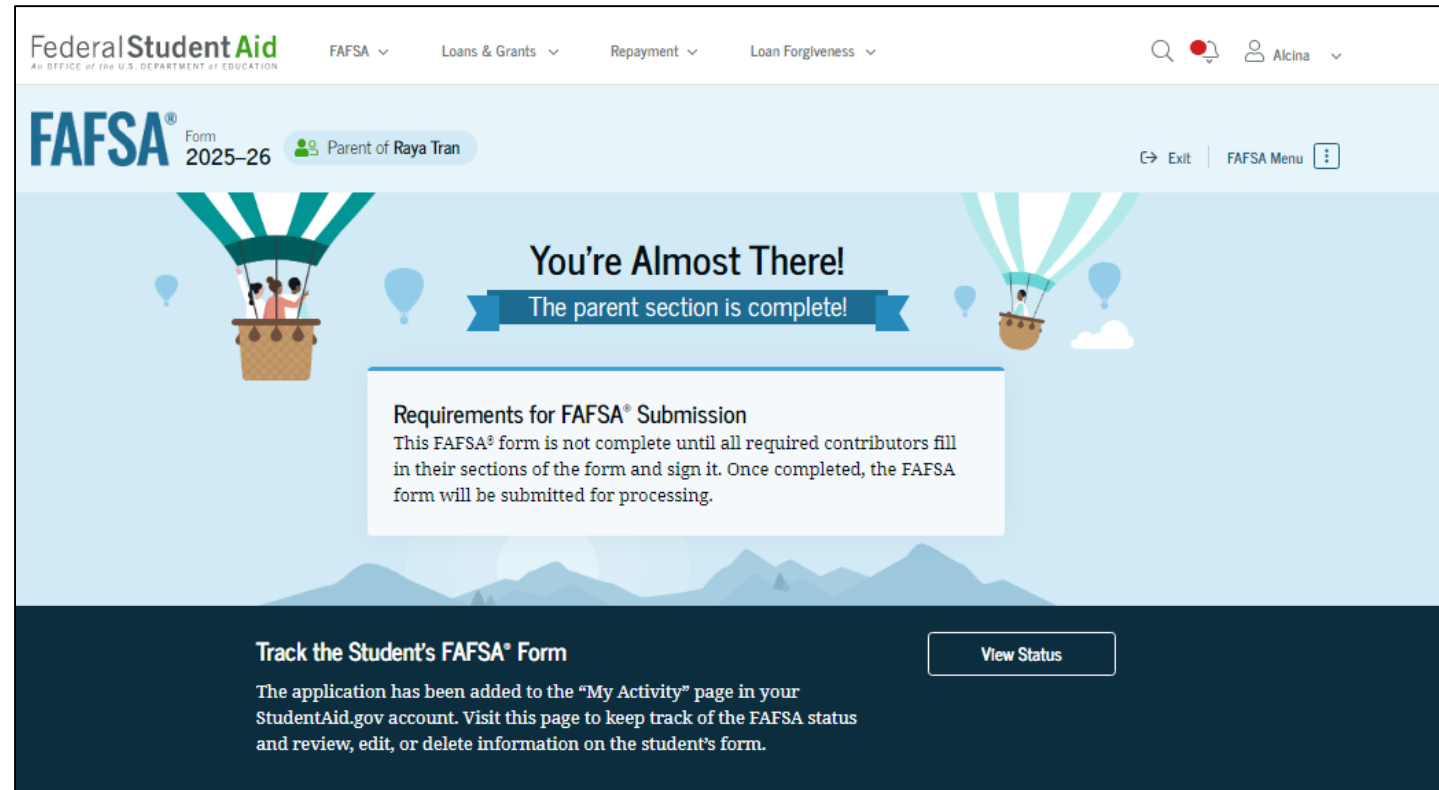 Federal Student Aid
An OFFICE of the U.S. DEPARTMENT of EDUCATION
FAFSA
Loans & Grants
Repayment
Loan Forgiveness
Alcina
FAFSA®
Form
2025–26
Parent of Raya Tran
Exit
FAFSA Menu
You're Almost There!
The parent section is complete!
Requirements for FAFSA® Submission
This FAFSA® form is not complete until all required contributors fill
in their sections of the form and sign it. Once completed, the FAFSA
form will be submitted for processing.
Track the Student's FAFSA® Form
View Status
The application has been added to the “My Activity” page in your
StudentAid.gov account. Visit this page to keep track of the FAFSA status
and review, edit, or delete information on the student's form.